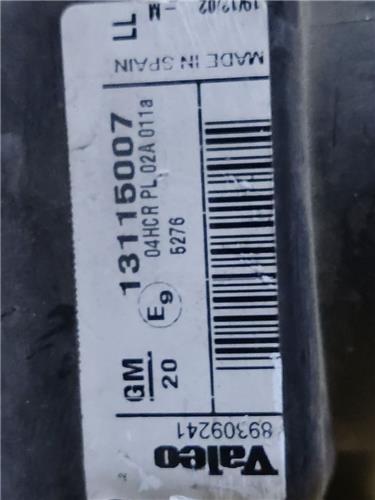 GM 13115007 LL
20 04HCR PL 02A 011a
E9 5276
Valeo
89309241
MADE IN SPAIN
19/12/02